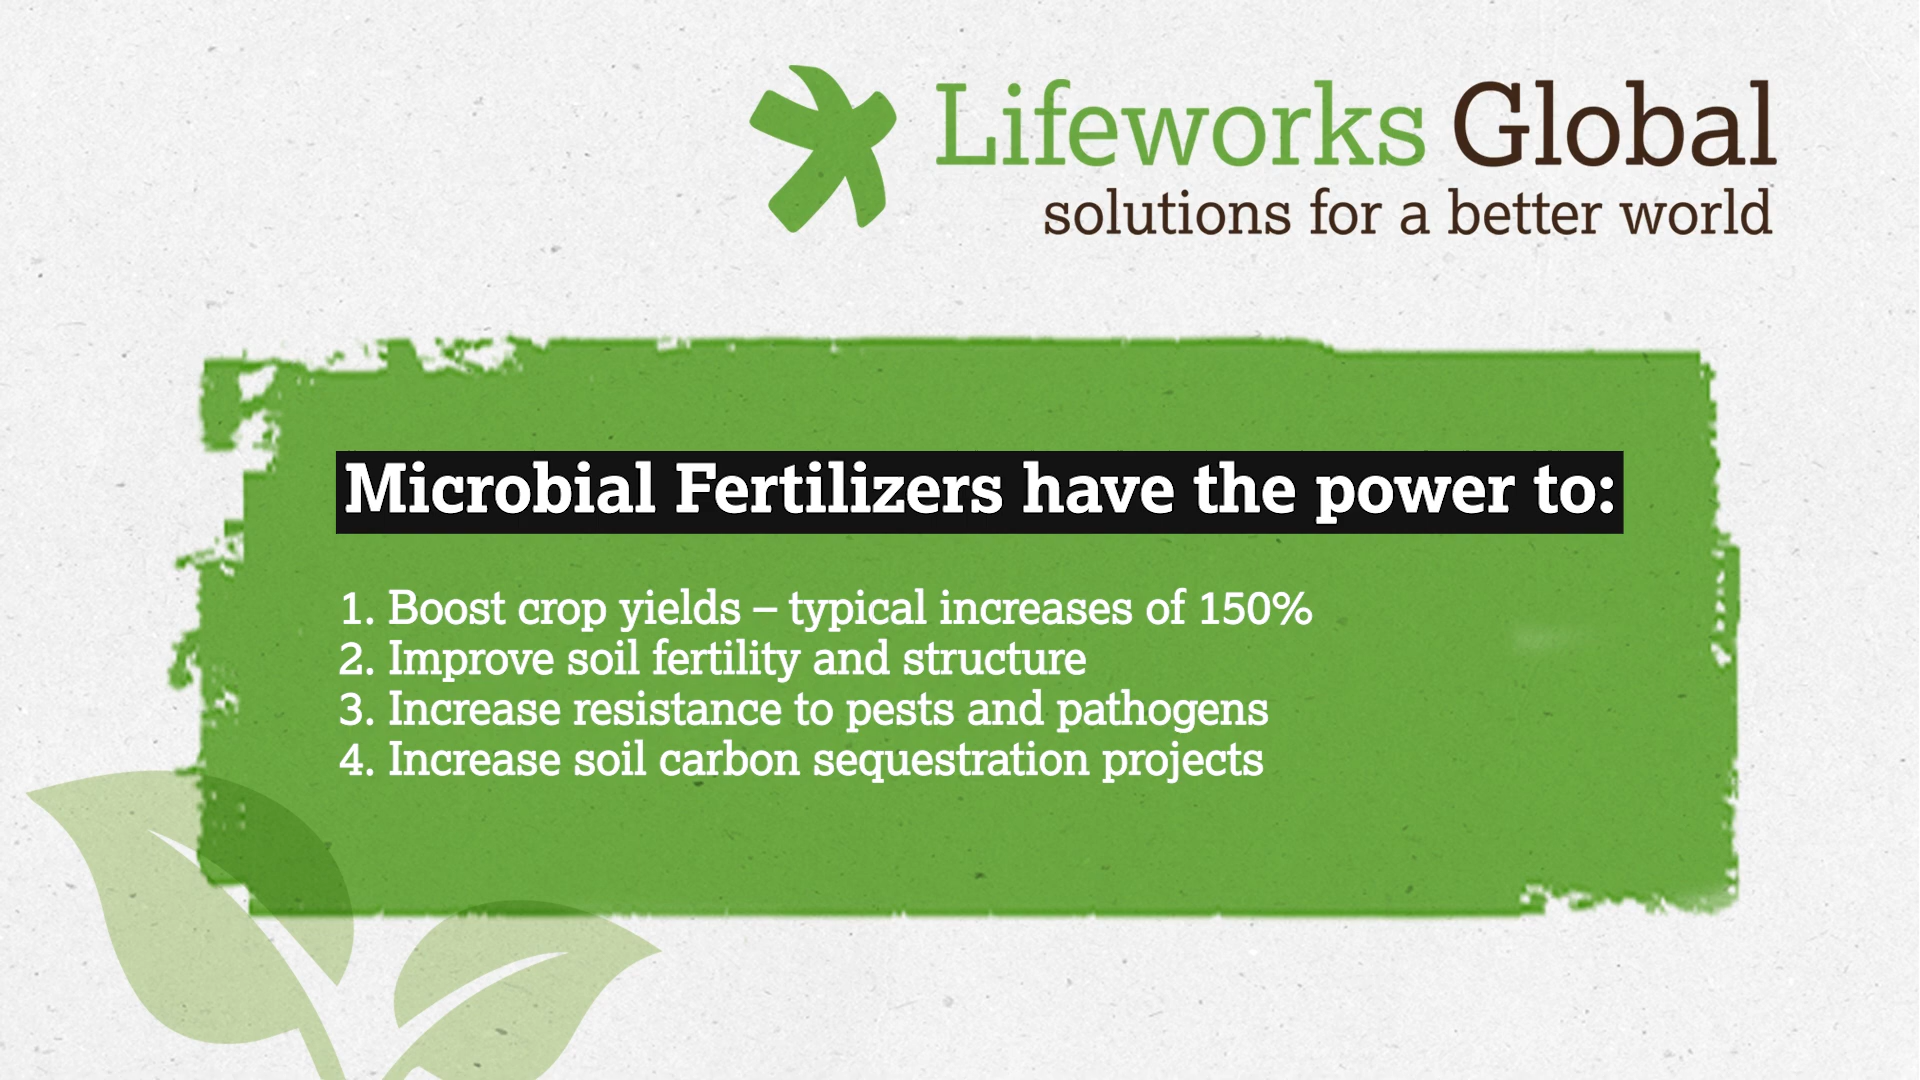 Lifeworks Global
solutions for a better world
Microbial Fertilizers have the power to:
1. Boost crop yields – typical increases of 150%
2. Improve soil fertility and structure
3. Increase resistance to pests and pathogens
4. Increase soil carbon sequestration projects